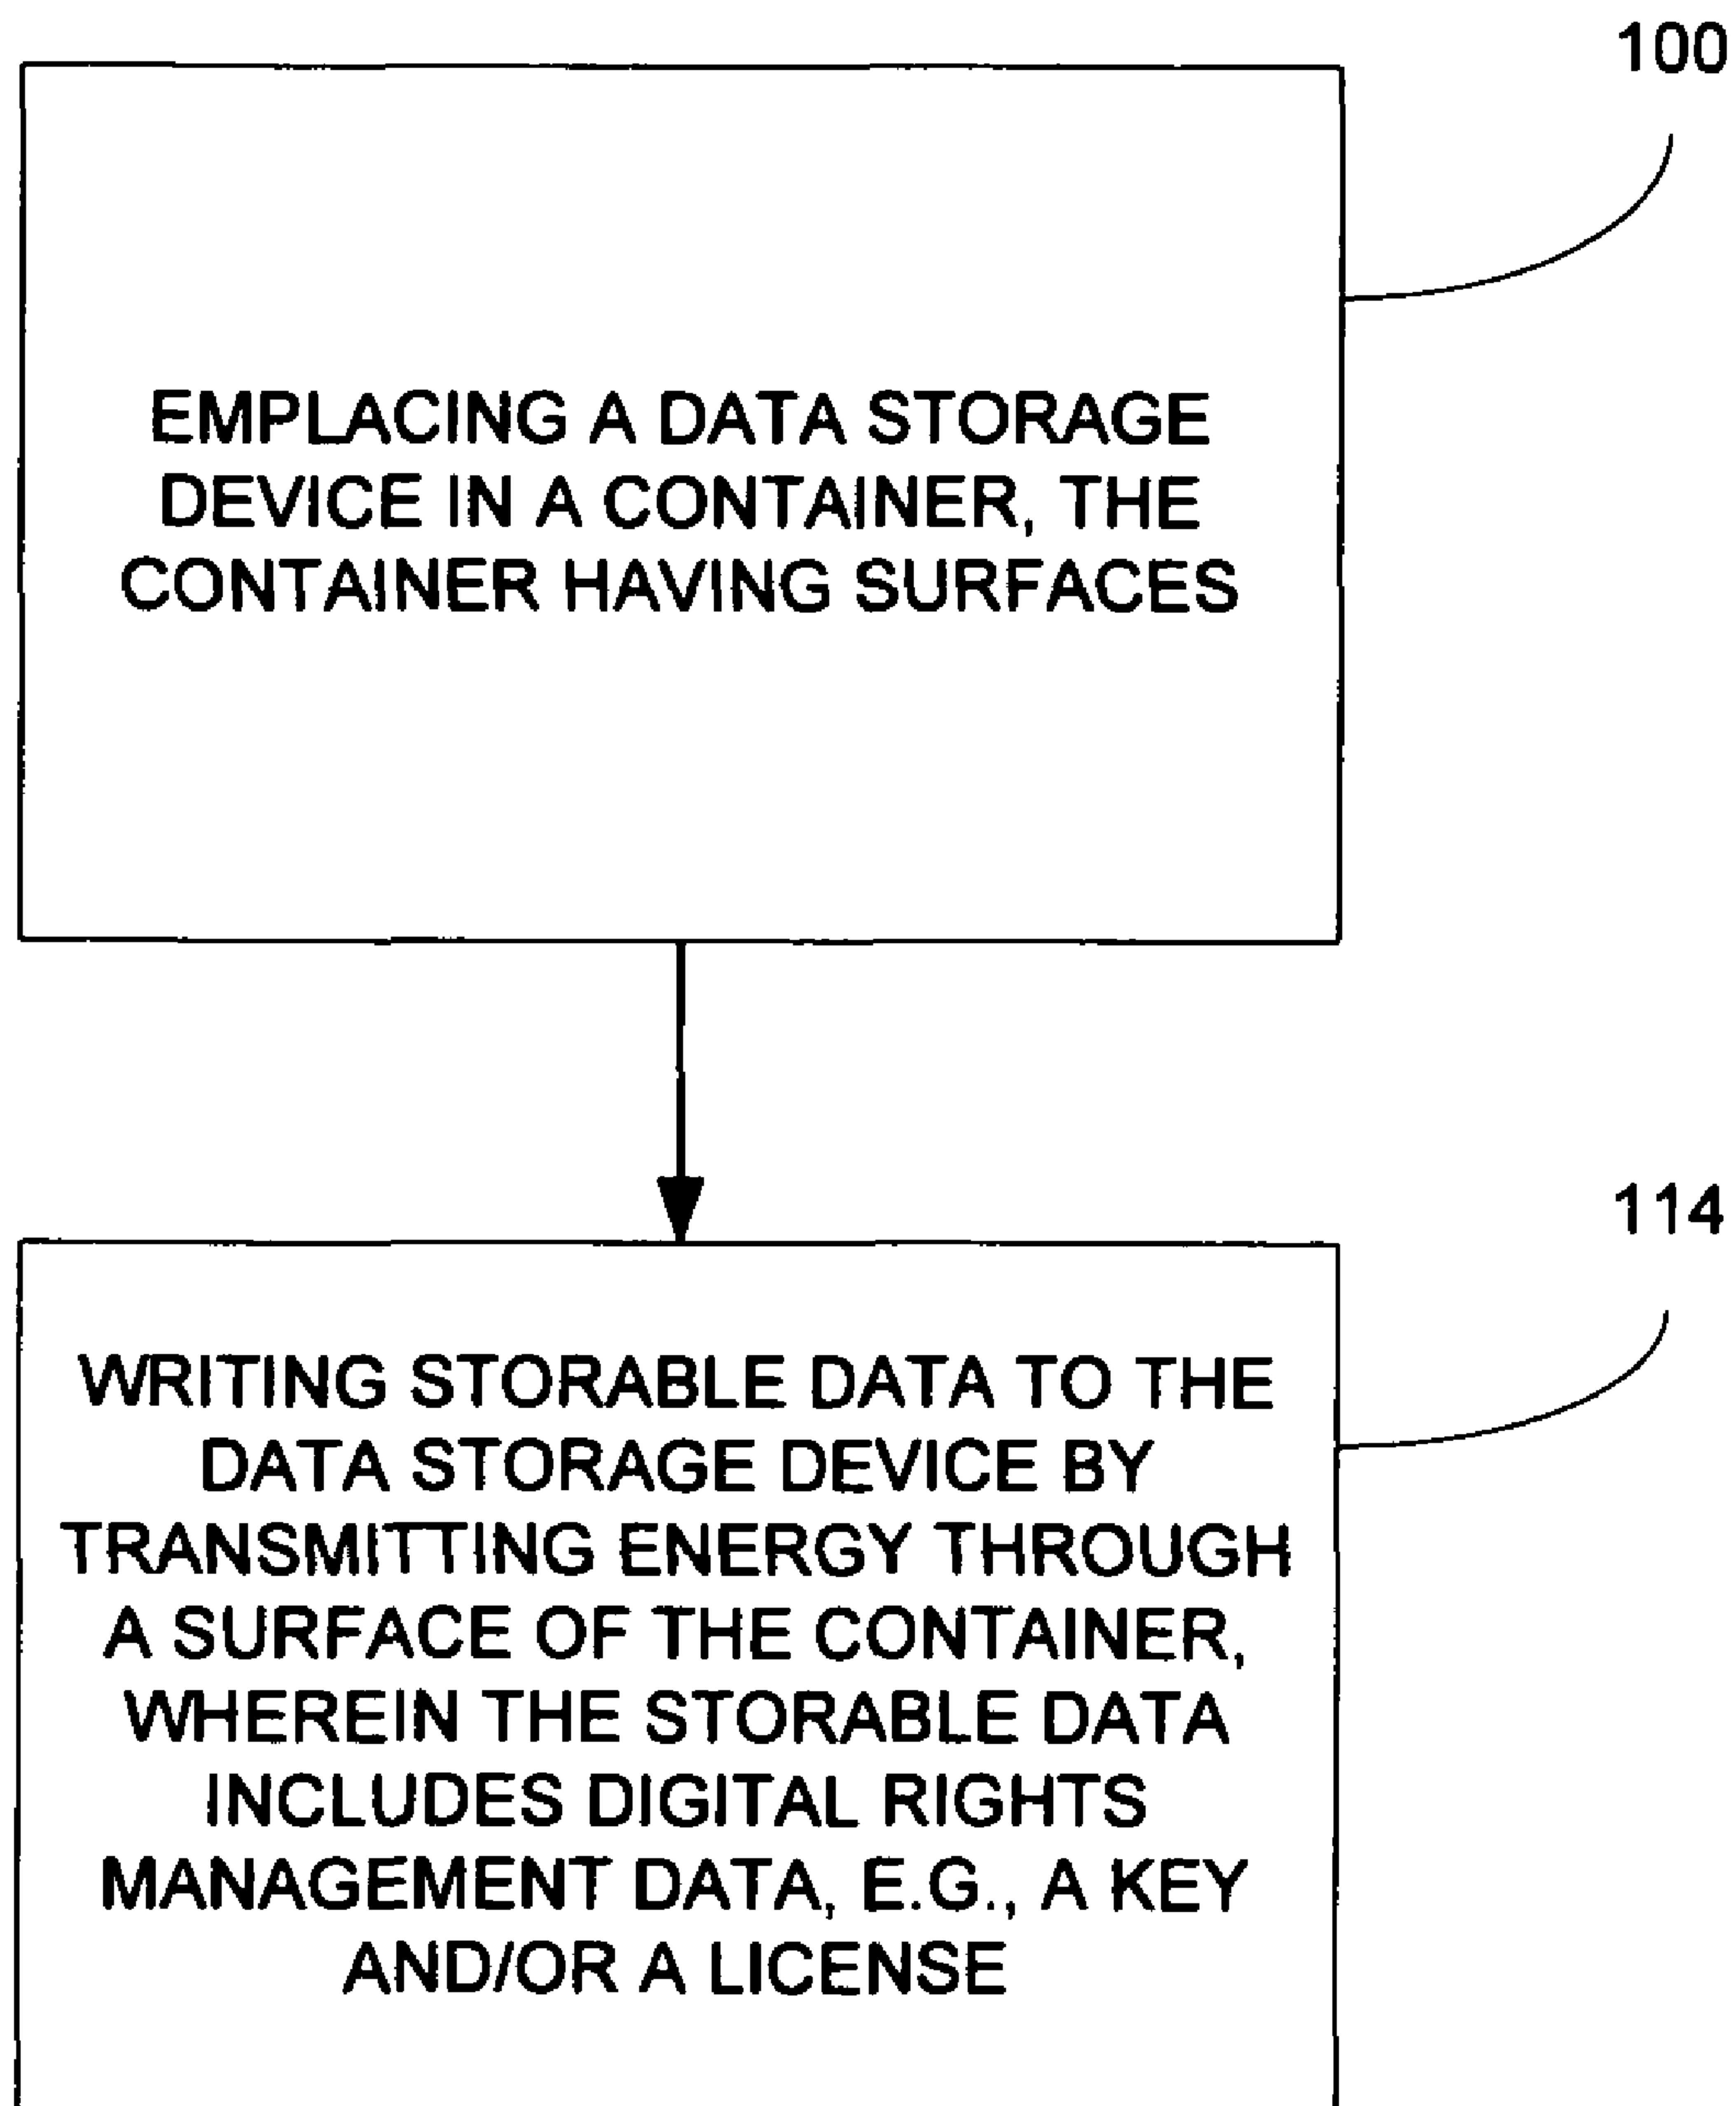 100
EMPLACING A DATA STORAGE
DEVICE IN A CONTAINER, THE
CONTAINER HAVING SURFACES
114
WRITING STORABLE DATA TO THE
DATA STORAGE DEVICE BY
TRANSMITTING ENERGY THROUGH
A SURFACE OF THE CONTAINER,
WHEREIN THE STORABLE DATA
INCLUDES DIGITAL RIGHTS
MANAGEMENT DATA, E.G., A KEY
AND/OR A LICENSE